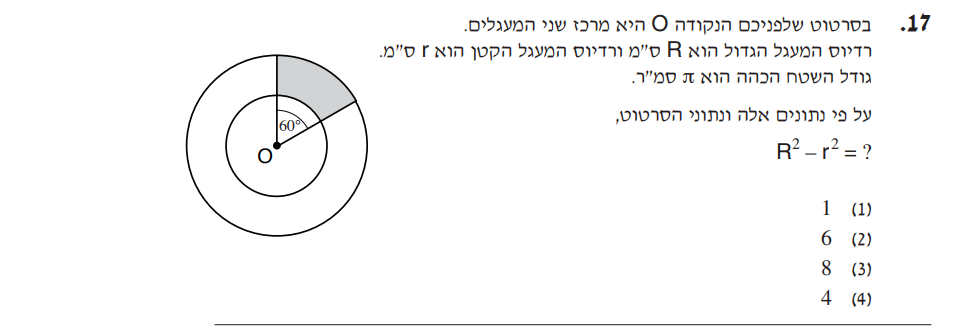 17. בסרטוט שלפניכם הנקודה O היא מרכז שני המעגלים.
רדיוס המעגל הגדול הוא R ס"מ ורדיוס המעגל הקטן הוא r ס"מ.
גודל השטח הכהה הוא π סמ"ר.
על פי נתונים אלה ונתוני הסרטוט,
R² – r² = ?
60°
O
(1) 1
(2) 6
(3) 8
(4) 4